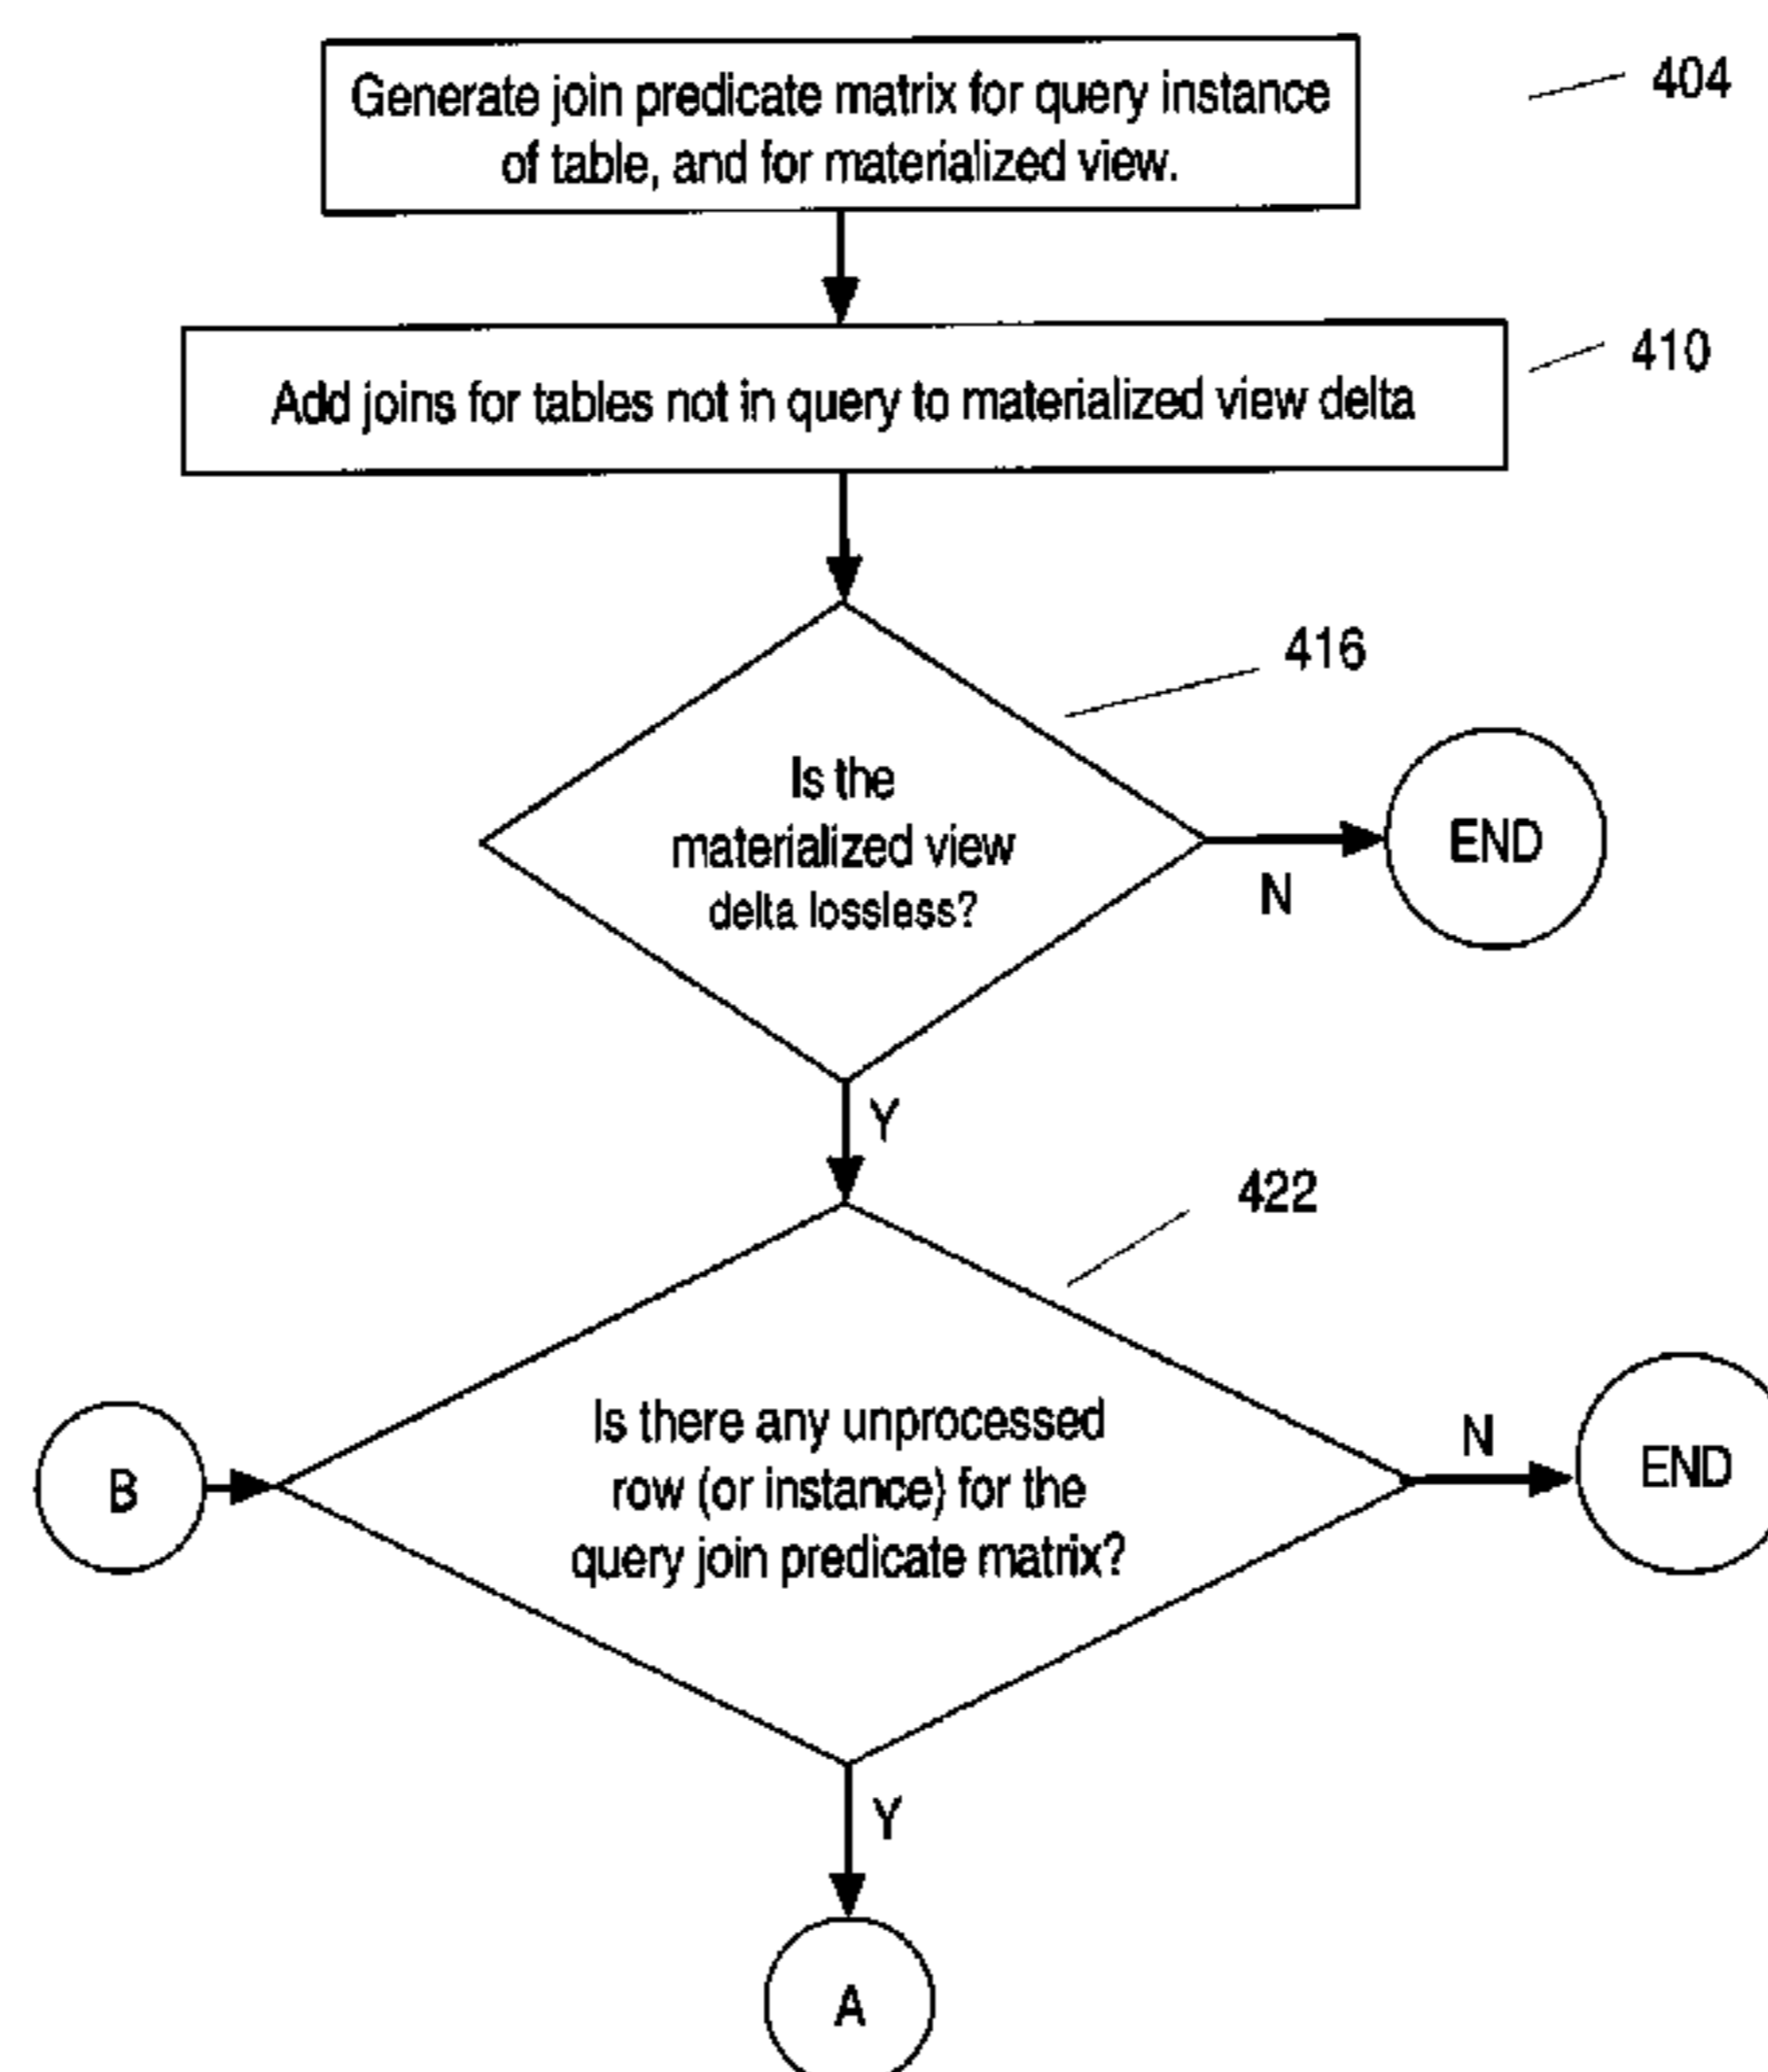 Generate join predicate matrix for query instance
of table, and for materialized view.
404
Add joins for tables not in query to materialized view delta
410
416
Is the
materialized view
delta lossless?
END
N
Y
422
Is there any unprocessed
row (or instance) for the
query join predicate matrix?
B
N
END
Y
A